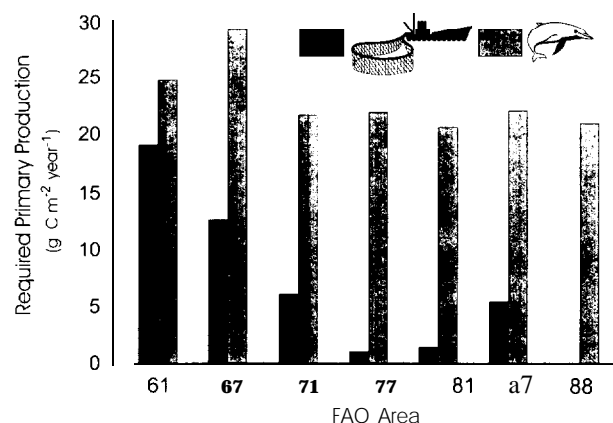 Required Primary Production
(g C m-2 year-1)
30
25
20
15
10
5
0
61 67 71 77 81 a7 88
FAO Area